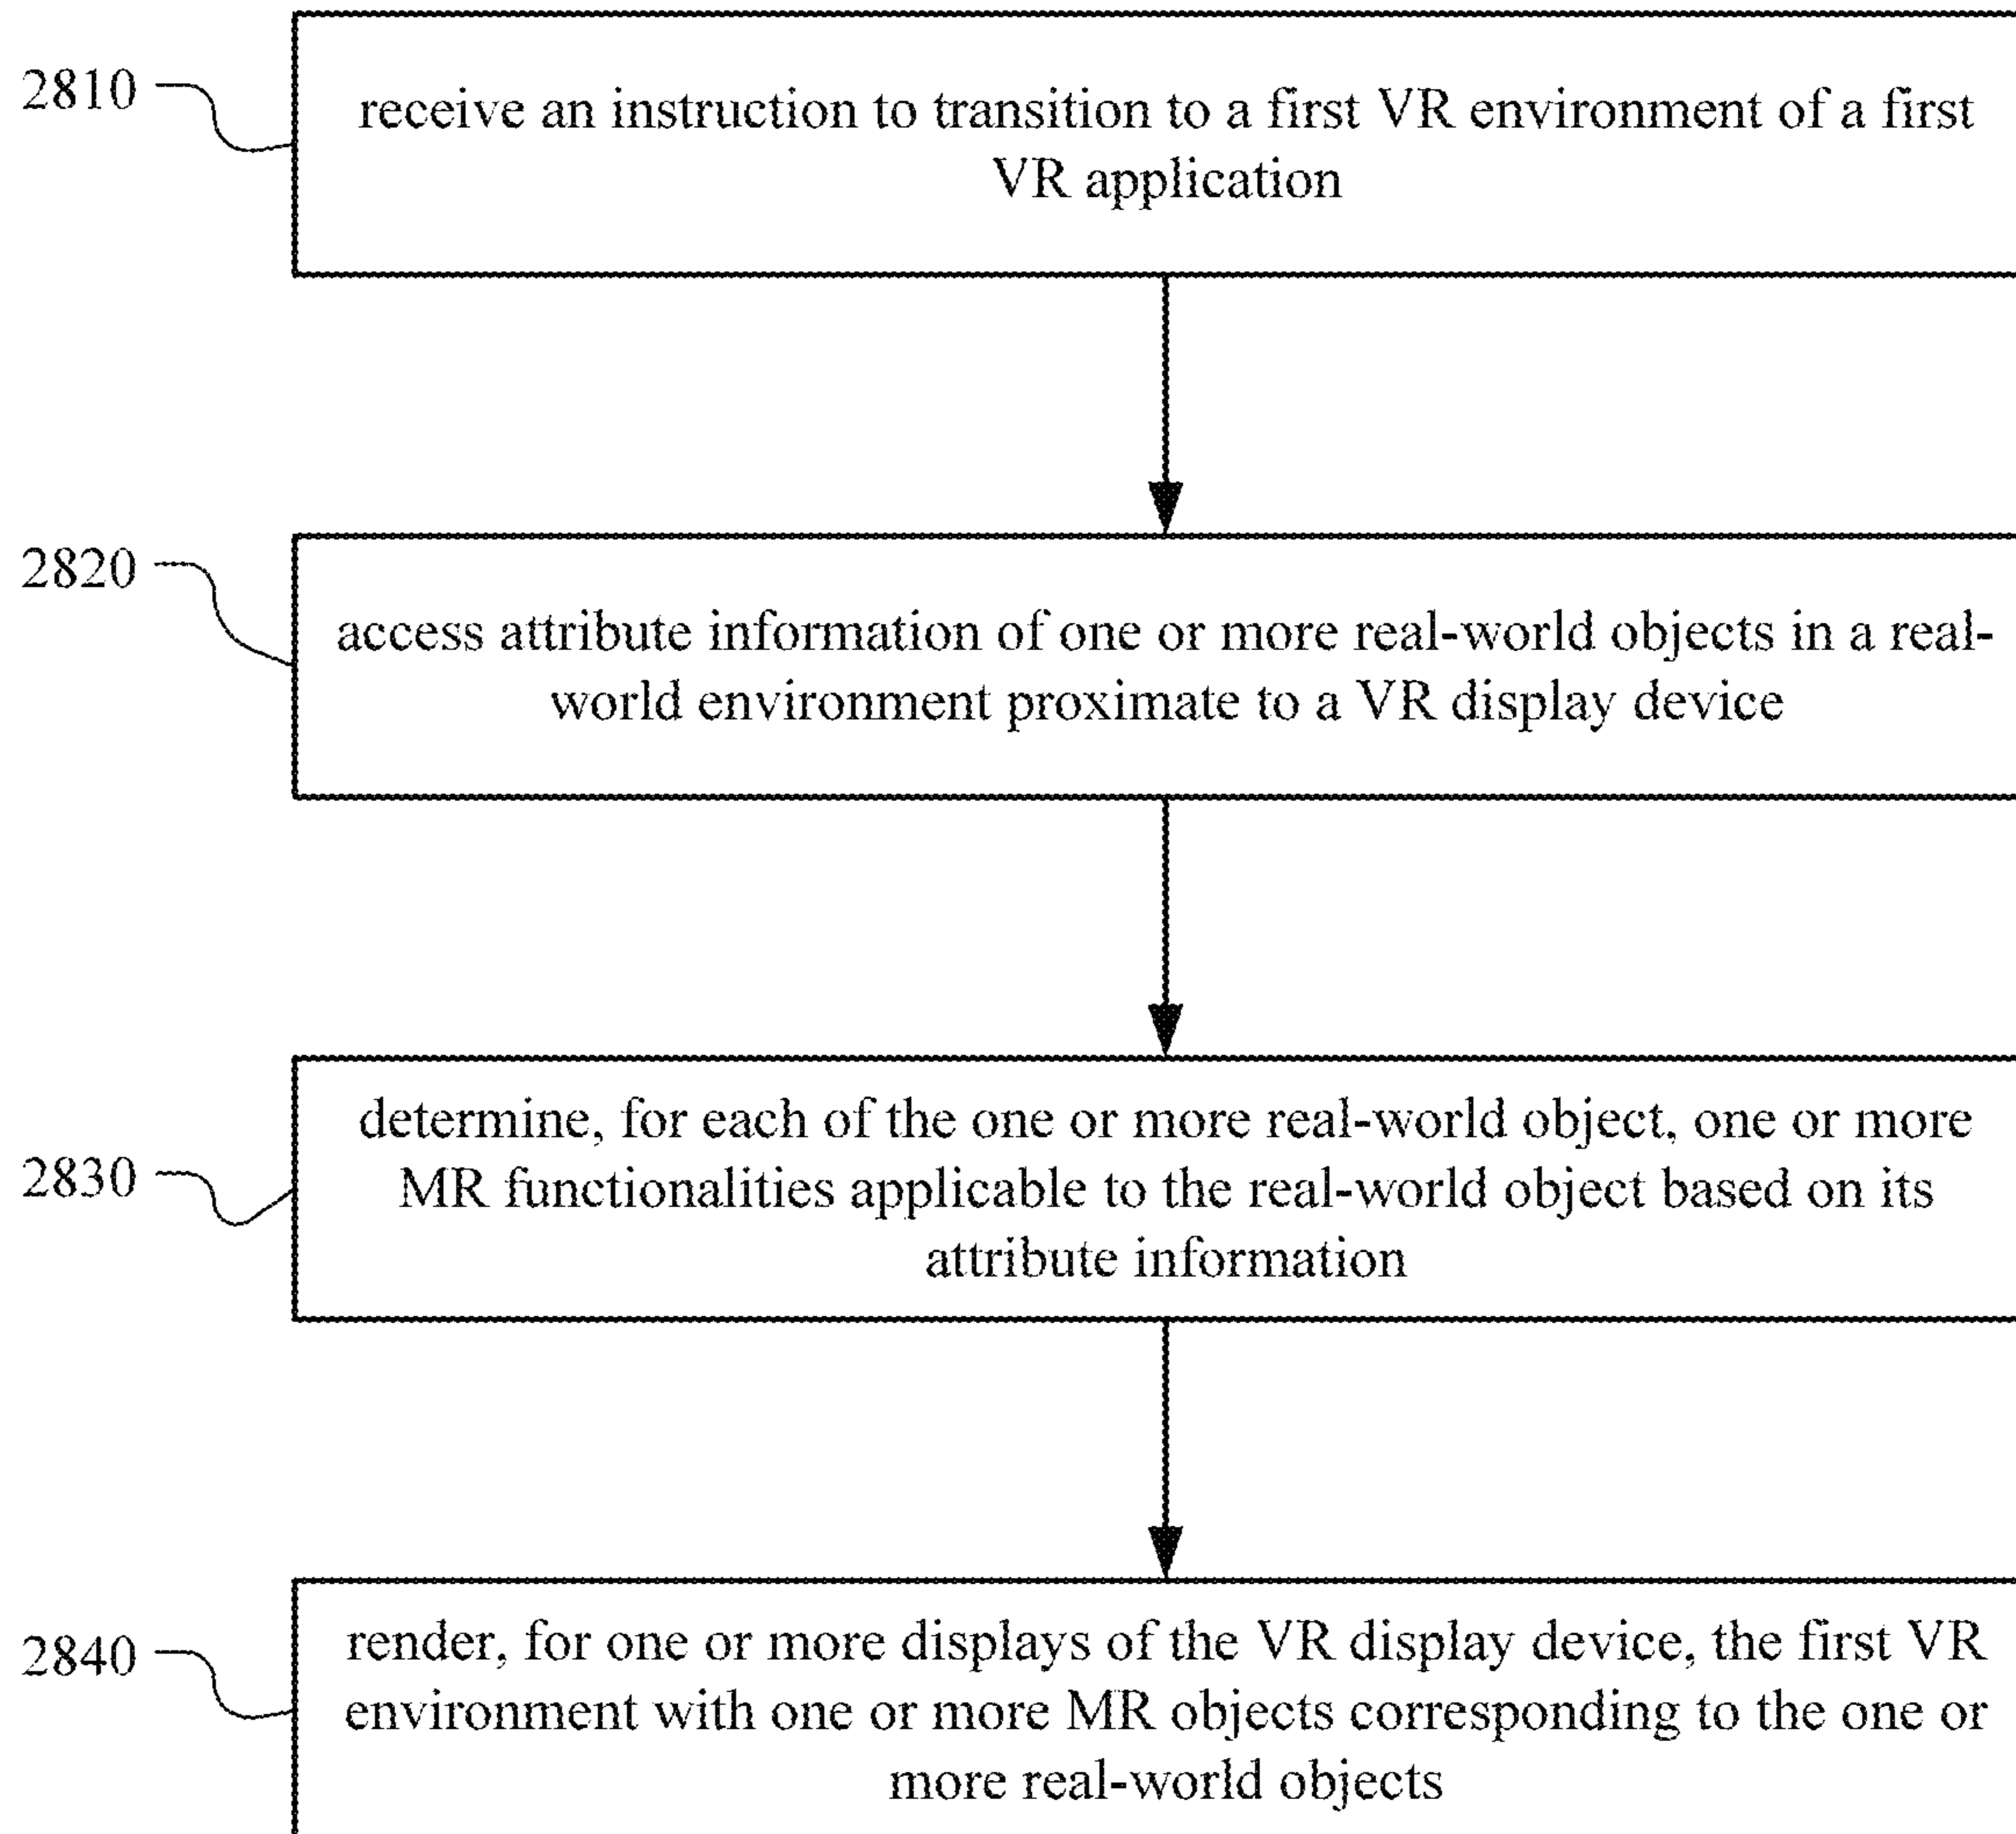 2810
receive an instruction to transition to a first VR environment of a first
VR application
2820
access attribute information of one or more real-world objects in a real-
world environment proximate to a VR display device
2830
determine, for each of the one or more real-world object, one or more
MR functionalities applicable to the real-world object based on its
attribute information
2840
render, for one or more displays of the VR display device, the first VR
environment with one or more MR objects corresponding to the one or
more real-world objects